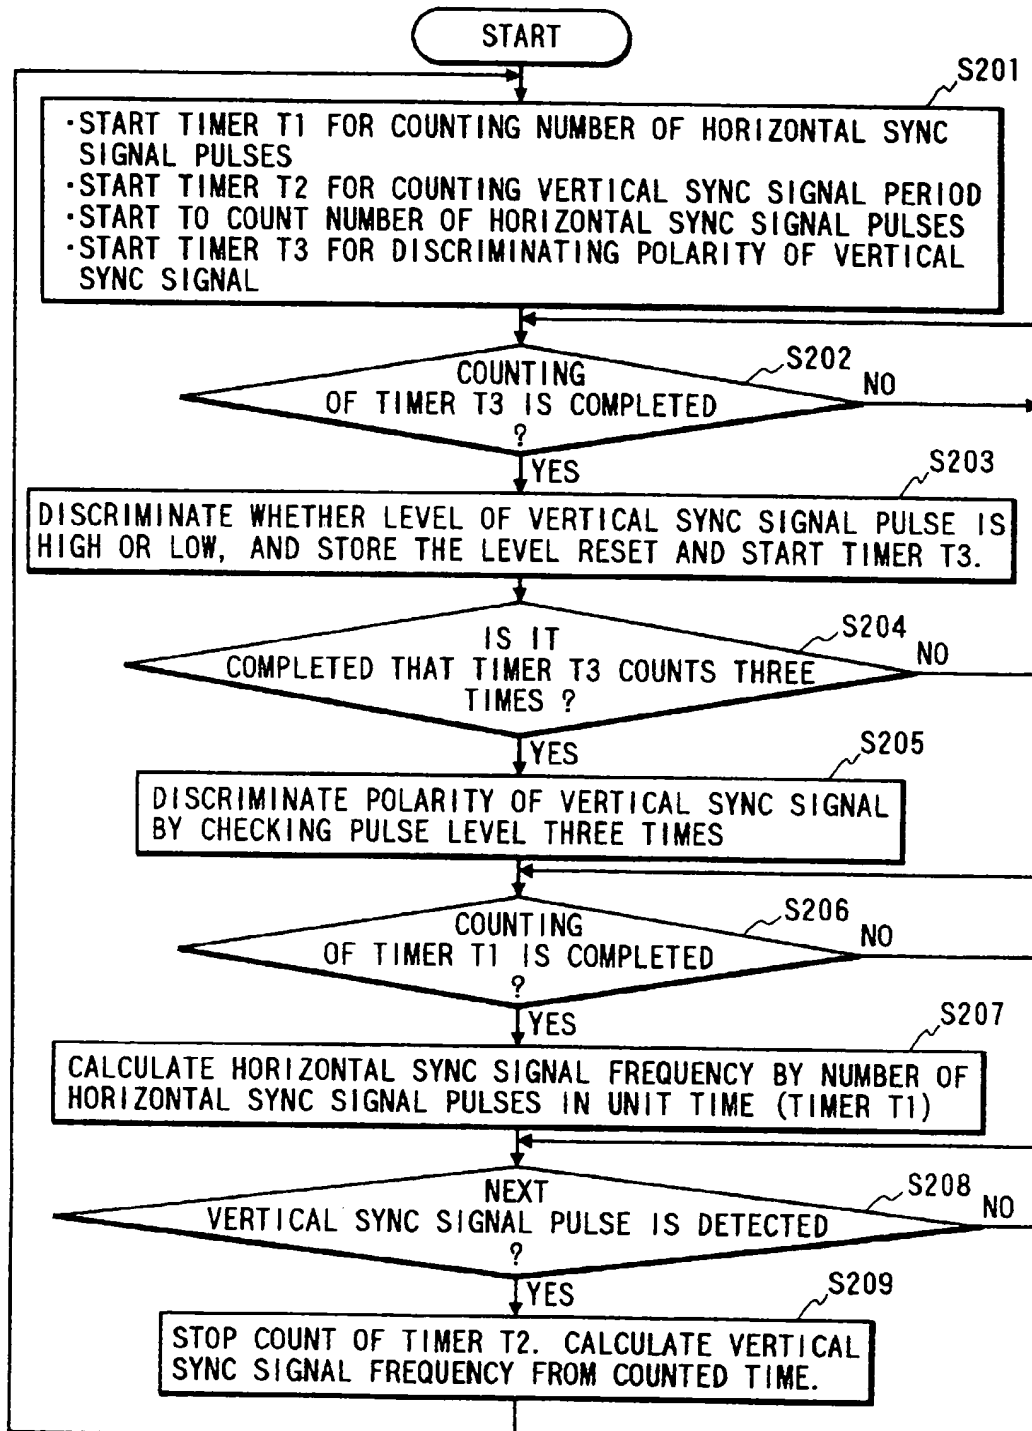 START
S201
·START TIMER T1 FOR COUNTING NUMBER OF HORIZONTAL SYNC
SIGNAL PULSES
·START TIMER T2 FOR COUNTING VERTICAL SYNC SIGNAL PERIOD
·START TO COUNT NUMBER OF HORIZONTAL SYNC SIGNAL PULSES
·START TIMER T3 FOR DISCRIMINATING POLARITY OF VERTICAL
SYNC SIGNAL
S202
COUNTING
OF TIMER T3 IS COMPLETED
?
NO
YES
S203
DISCRIMINATE WHETHER LEVEL OF VERTICAL SYNC SIGNAL PULSE IS
HIGH OR LOW, AND STORE THE LEVEL RESET AND START TIMER T3.
S204
IS IT
COMPLETED THAT TIMER T3 COUNTS THREE
TIMES ?
NO
YES
S205
DISCRIMINATE POLARITY OF VERTICAL SYNC SIGNAL
BY CHECKING PULSE LEVEL THREE TIMES
S206
COUNTING
OF TIMER T1 IS COMPLETED
?
NO
YES
S207
CALCULATE HORIZONTAL SYNC SIGNAL FREQUENCY BY NUMBER OF
HORIZONTAL SYNC SIGNAL PULSES IN UNIT TIME (TIMER T1)
S208
NEXT
VERTICAL SYNC SIGNAL PULSE IS DETECTED
?
NO
YES
S209
STOP COUNT OF TIMER T2. CALCULATE VERTICAL
SYNC SIGNAL FREQUENCY FROM COUNTED TIME.